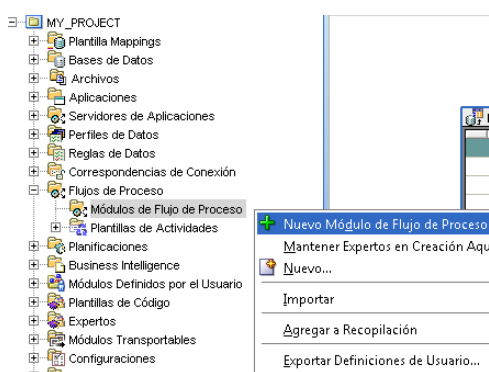 MY_PROJECT
Plantilla Mappings
Bases de Datos
Archivos
Aplicaciones
Servidores de Aplicaciones
Perfiles de Datos
Reglas de Datos
Correspondencias de Conexión
Flujos de Proceso
Módulos de Flujo de Proceso
Plantillas de Actividades
Planificaciones
Business Intelligence
Módulos Definidos por el Usuario
Plantillas de Código
Expertos
Módulos Transportables
Configuraciones
Nuevo Módulo de Flujo de Proceso
Mantener Expertos en Creación Aqu
Nuevo...
Importar
Agregar a Recopilación
Exportar Definiciones de Usuario...